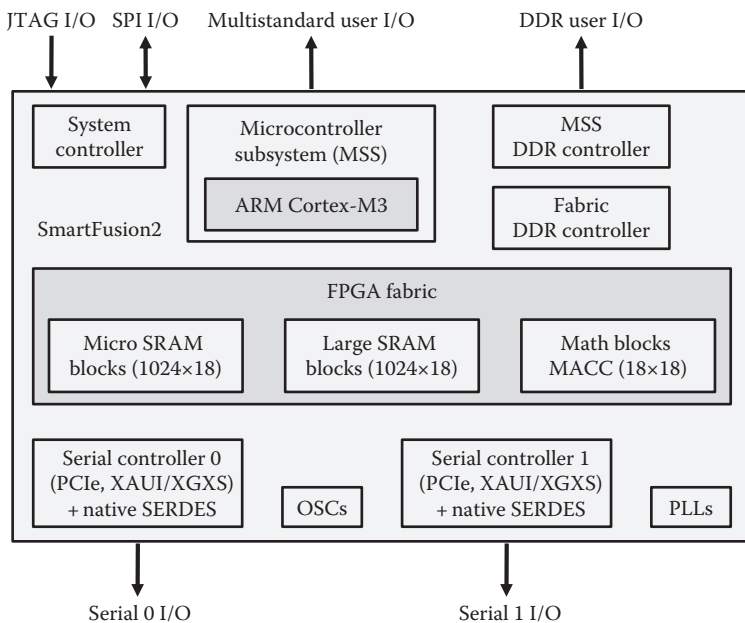 JTAG I/O
SPI I/O
Multistandard user I/O
DDR user I/O
System
controller
Microcontroller
subsystem (MSS)
ARM Cortex-M3
MSS
DDR controller
Fabric
DDR controller
SmartFusion2
FPGA fabric
Micro SRAM
blocks (1024×18)
Large SRAM
blocks (1024×18)
Math blocks
MACC (18×18)
Serial controller 0
(PCIe, XAUI/XGXS)
+ native SERDES
OSCs
Serial controller 1
(PCIe, XAUI/XGXS)
+ native SERDES
PLLs
Serial 0 I/O
Serial 1 I/O